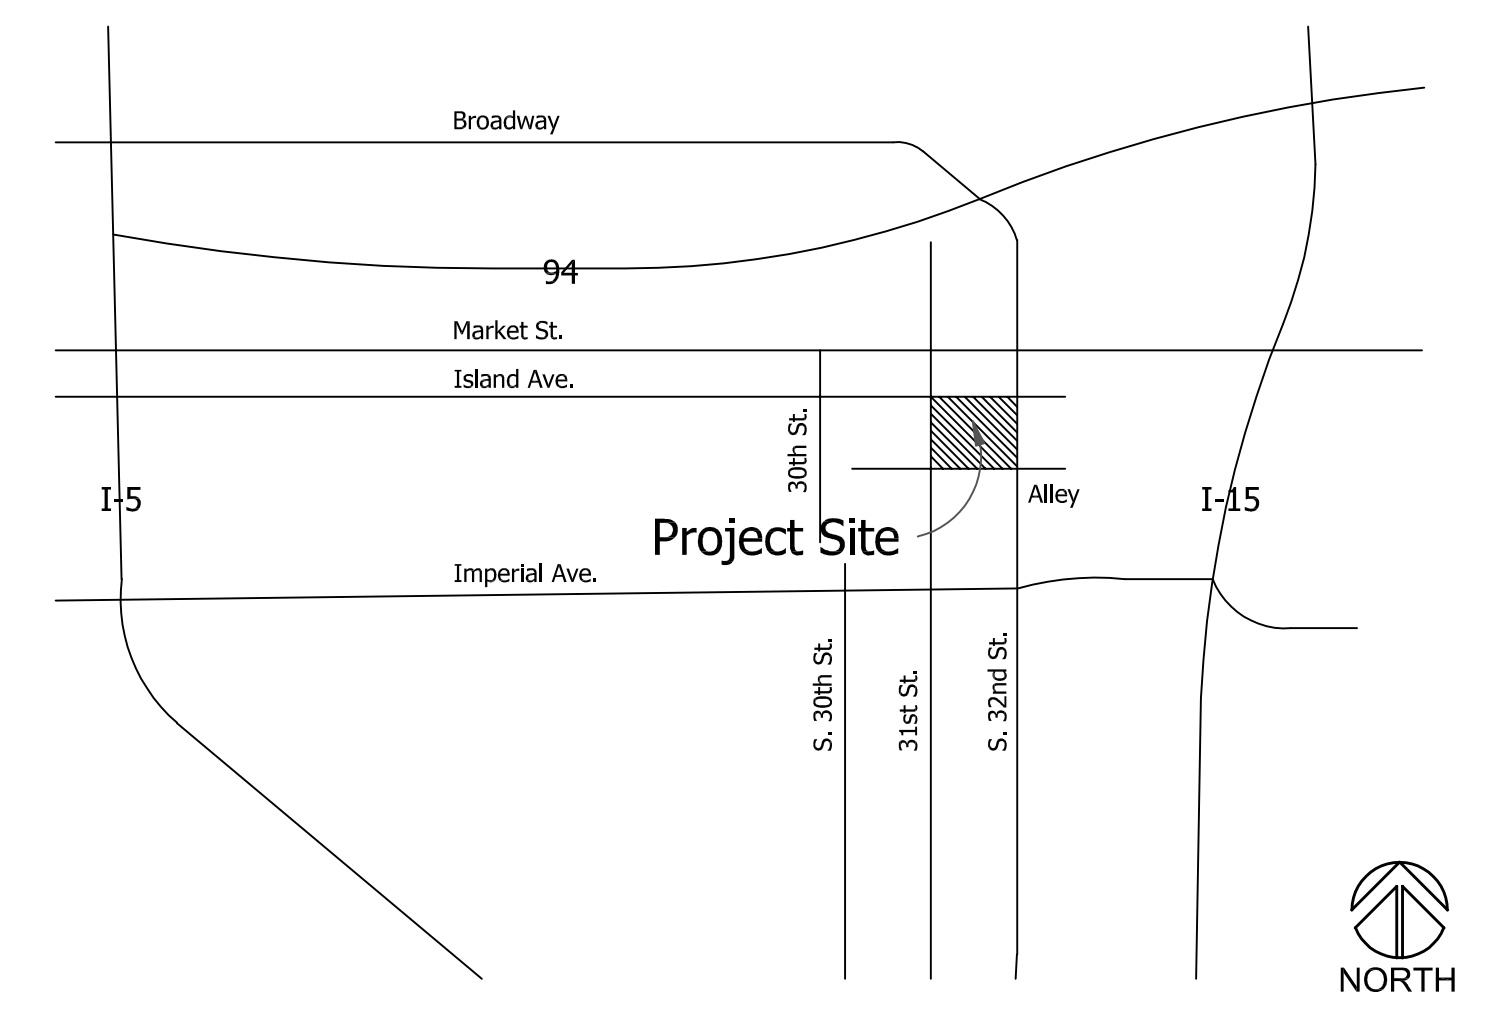 Broadway
94
Market St.
Island Ave.
30th St.
I-5
Alley
I-15
Project Site
Imperial Ave.
S. 30th St.
31st St.
S. 32nd St.
NORTH